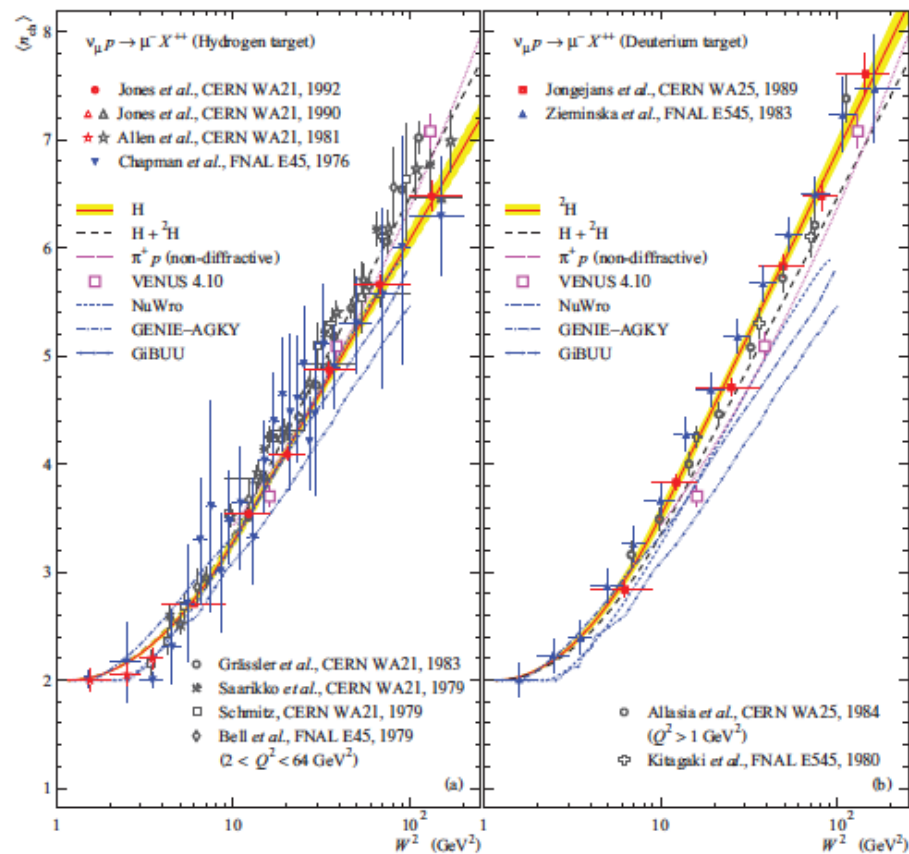 ⟨n_ch⟩
8
7
6
5
4
3
2
1
ν_μ p → μ⁻ X⁺⁺ (Hydrogen target)
Jones et al., CERN WA21, 1992
Jones et al., CERN WA21, 1990
Allen et al., CERN WA21, 1981
Chapman et al., FNAL E45, 1976
H
H + ²H
π⁺ p (non-diffractive)
VENUS 4.10
NuWro
GENIE–AGKY
GiBUU
Grässler et al., CERN WA21, 1983
Saarikko et al., CERN WA21, 1979
Schmitz, CERN WA21, 1979
Bell et al., FNAL E45, 1979
(2 < Q² < 64 GeV²)
(a)
1 10 10²
W² (GeV²)
ν_μ p → μ⁻ X⁺⁺ (Deuterium target)
Jongejans et al., CERN WA25, 1989
Zieminska et al., FNAL E545, 1983
²H
H + ²H
π⁺ p (non-diffractive)
VENUS 4.10
NuWro
GENIE–AGKY
GiBUU
Allasia et al., CERN WA25, 1984
(Q² > 1 GeV²)
Kitagaki et al., FNAL E545, 1980
(b)
1 10 10²
W² (GeV²)